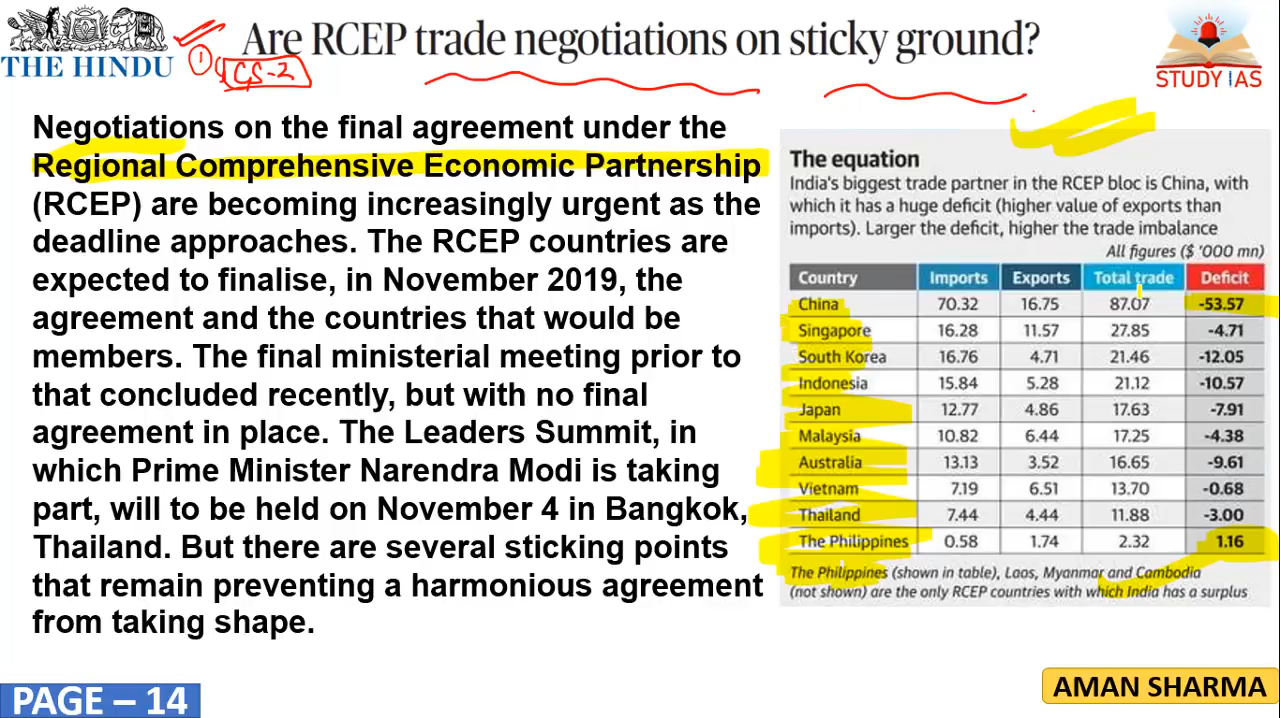 THE HINDU
Are RCEP trade negotiations on sticky ground?
1
GS-2
STUDY IAS
Negotiations on the final agreement under the
Regional Comprehensive Economic Partnership
(RCEP) are becoming increasingly urgent as the
deadline approaches. The RCEP countries are
expected to finalise, in November 2019, the
agreement and the countries that would be
members. The final ministerial meeting prior to
that concluded recently, but with no final
agreement in place. The Leaders Summit, in
which Prime Minister Narendra Modi is taking
part, will to be held on November 4 in Bangkok,
Thailand. But there are several sticking points
that remain preventing a harmonious agreement
from taking shape.
The equation
India's biggest trade partner in the RCEP bloc is China, with
which it has a huge deficit (higher value of exports than
imports). Larger the deficit, higher the trade imbalance
All figures ($ '000 mn)
Country Imports Exports Total trade Deficit
China 70.32 16.75 87.07 -53.57
Singapore 16.28 11.57 27.85 -4.71
South Korea 16.76 4.71 21.46 -12.05
Indonesia 15.84 5.28 21.12 -10.57
Japan 12.77 4.86 17.63 -7.91
Malaysia 10.82 6.44 17.25 -4.38
Australia 13.13 3.52 16.65 -9.61
Vietnam 7.19 6.51 13.70 -0.68
Thailand 7.44 4.44 11.88 -3.00
The Philippines 0.58 1.74 2.32 1.16
The Philippines (shown in table), Laos, Myanmar and Cambodia
(not shown) are the only RCEP countries with which India has a surplus
PAGE – 14
AMAN SHARMA